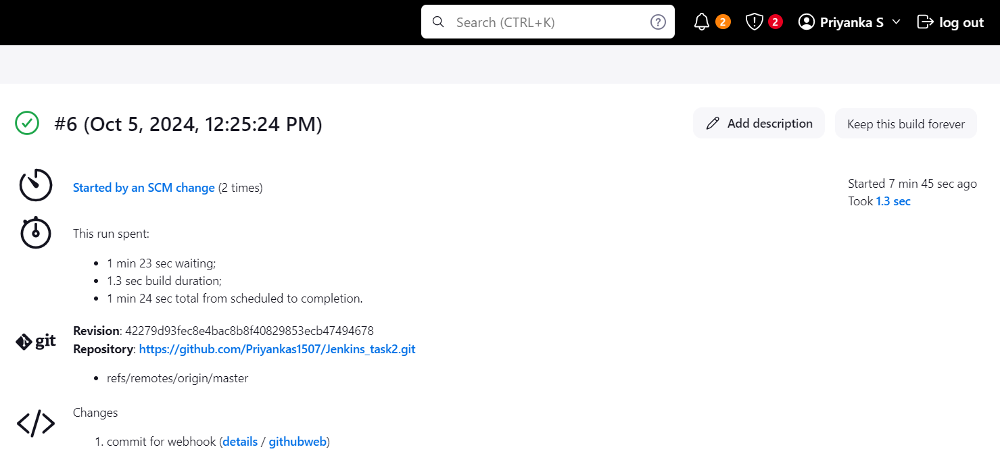 Search (CTRL+K) ? 2 2 Priyanka S log out
#6 (Oct 5, 2024, 12:25:24 PM) Add description Keep this build forever
Started by an SCM change (2 times) Started 7 min 45 sec ago
Took 1.3 sec
This run spent:
• 1 min 23 sec waiting;
• 1.3 sec build duration;
• 1 min 24 sec total from scheduled to completion.
git Revision: 42279d93fec8e4bac8b8f40829853ecb47494678
Repository: https://github.com/Priyankas1507/Jenkins_task2.git
• refs/remotes/origin/master
Changes
1. commit for webhook (details / githubweb)